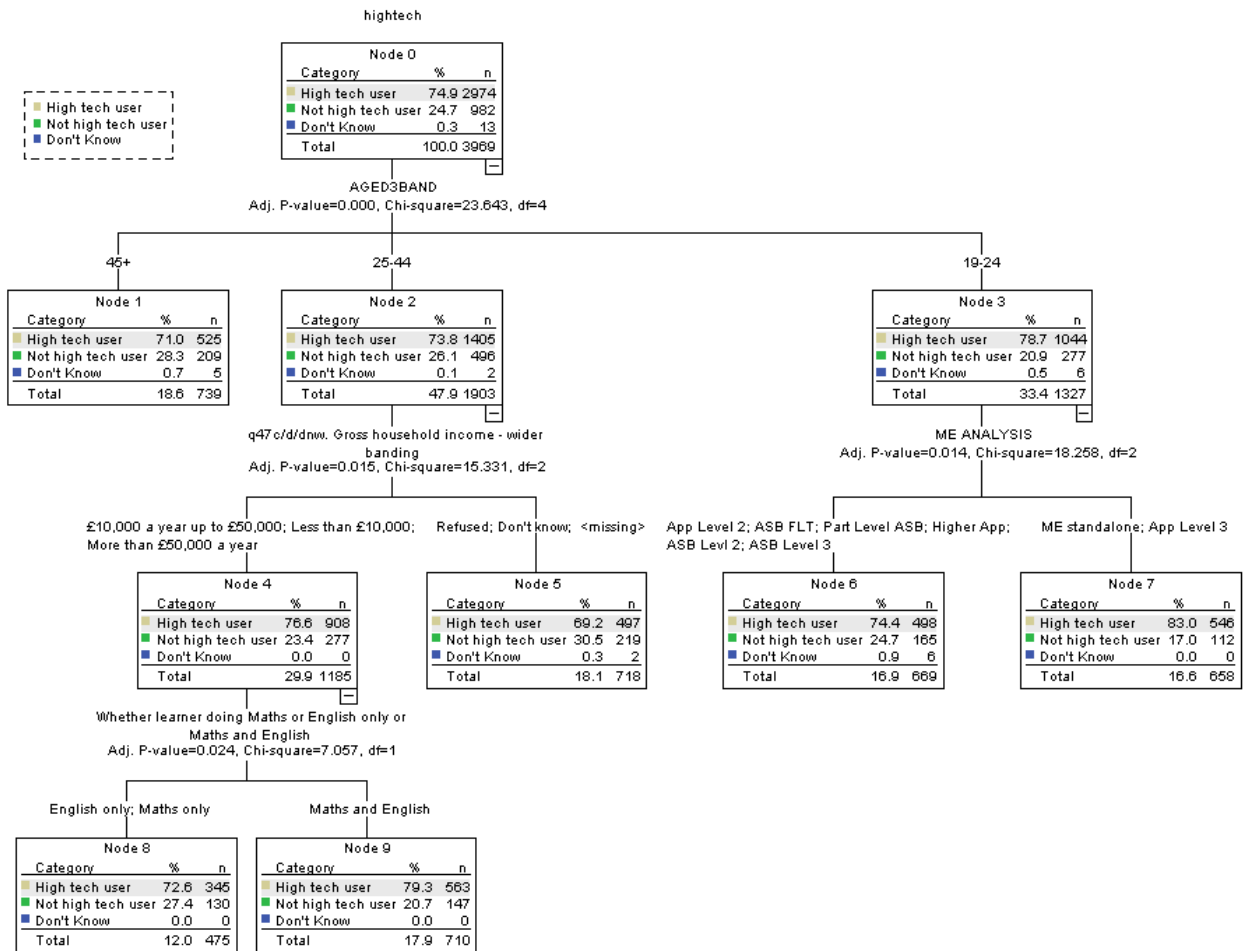 hightech
High tech user
Not high tech user
Don't Know
Node 0
Category % n
High tech user 74.9 2974
Not high tech user 24.7 982
Don't Know 0.3 13
Total 100.0 3969
AGED3BAND
Adj. P-value=0.000, Chi-square=23.643, df=4
45+
25-44
19-24
Node 1
Category % n
High tech user 71.0 525
Not high tech user 28.3 209
Don't Know 0.7 5
Total 18.6 739
Node 2
Category % n
High tech user 73.8 1405
Not high tech user 26.1 496
Don't Know 0.1 2
Total 47.9 1903
Node 3
Category % n
High tech user 78.7 1044
Not high tech user 20.9 277
Don't Know 0.5 6
Total 33.4 1327
q47c/d/dnw. Gross household income - wider
banding
Adj. P-value=0.015, Chi-square=15.331, df=2
ME ANALYSIS
Adj. P-value=0.014, Chi-square=18.258, df=2
£10,000 a year up to £50,000; Less than £10,000;
More than £50,000 a year
Refused; Don't know; <missing>
App Level 2; ASB FLT; Part Level ASB; Higher App;
ASB Levl 2; ASB Level 3
ME standalone; App Level 3
Node 4
Category % n
High tech user 76.6 908
Not high tech user 23.4 277
Don't Know 0.0 0
Total 29.9 1185
Node 5
Category % n
High tech user 69.2 497
Not high tech user 30.5 219
Don't Know 0.3 2
Total 18.1 718
Node 6
Category % n
High tech user 74.4 498
Not high tech user 24.7 165
Don't Know 0.9 6
Total 16.9 669
Node 7
Category % n
High tech user 83.0 546
Not high tech user 17.0 112
Don't Know 0.0 0
Total 16.6 658
Whether learner doing Maths or English only or
Maths and English
Adj. P-value=0.024, Chi-square=7.057, df=1
English only; Maths only
Maths and English
Node 8
Category % n
High tech user 72.6 345
Not high tech user 27.4 130
Don't Know 0.0 0
Total 12.0 475
Node 9
Category % n
High tech user 79.3 563
Not high tech user 20.7 147
Don't Know 0.0 0
Total 17.9 710